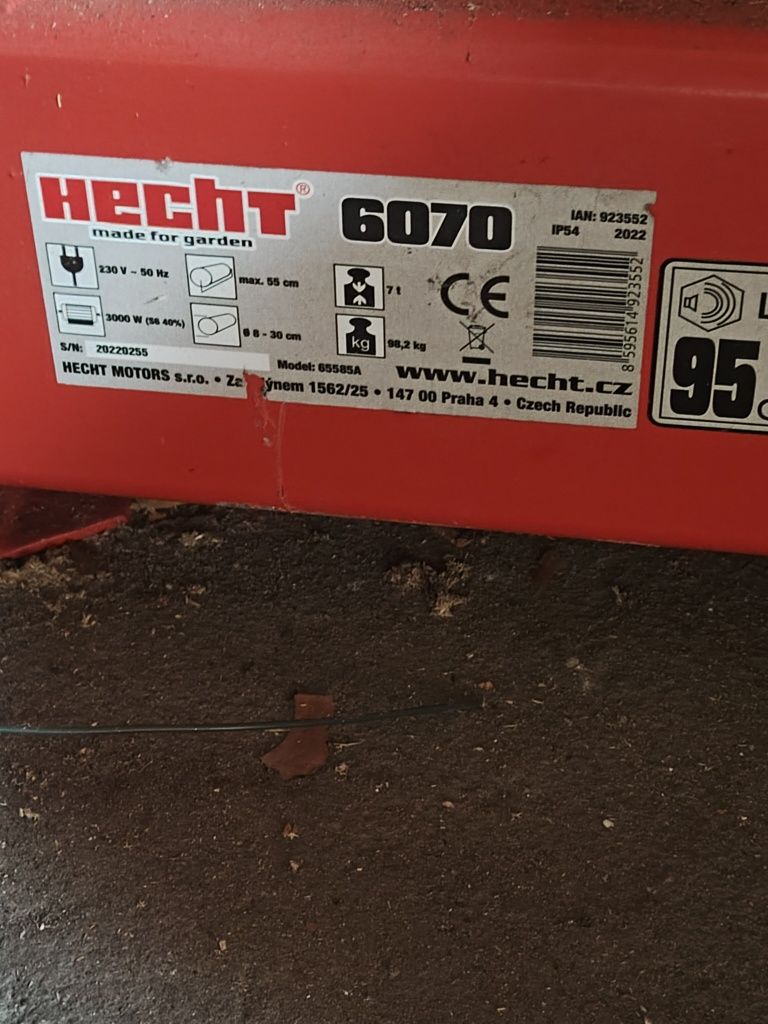 HECHT®
made for garden
6070
IAN: 923552
IP54 2022
230 V ~ 50 Hz
max. 55 cm
7 t
CE
3000 W (S6 40%)
Ø 8 - 30 cm
kg
98,2 kg
8 595614 923552
S/N: 20220255
Model: 65585A
www.hecht.cz
HECHT MOTORS s.r.o. • 1562/25 • 147 00 Praha 4 • Czech Republic
L
95